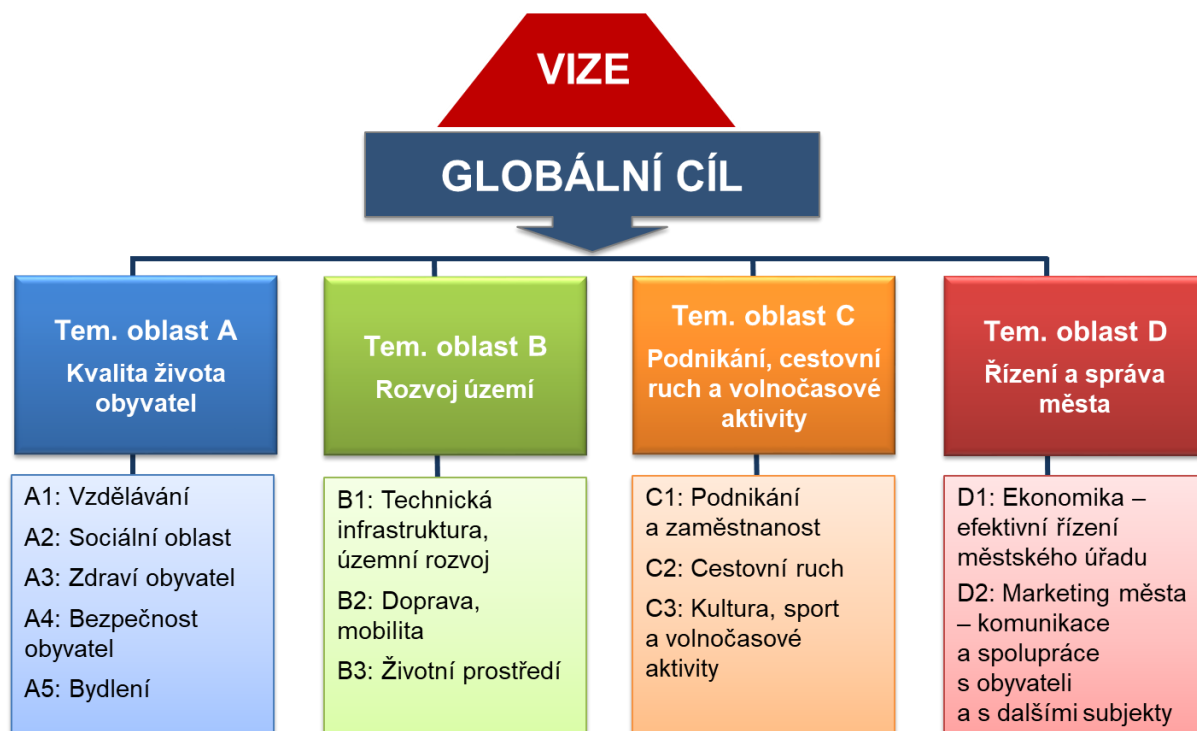 VIZE
GLOBÁLNÍ CÍL
Tem. oblast A
Kvalita života
obyvatel
Tem. oblast B
Rozvoj území
Tem. oblast C
Podnikání, cestovní
ruch a volnočasové
aktivity
Tem. oblast D
Řízení a správa
města
A1: Vzdělávání
A2: Sociální oblast
A3: Zdraví obyvatel
A4: Bezpečnost
obyvatel
A5: Bydlení
B1: Technická
infrastruktura,
územní rozvoj
B2: Doprava,
mobilita
B3: Životní prostředí
C1: Podnikání
a zaměstnanost
C2: Cestovní ruch
C3: Kultura, sport
a volnočasové
aktivity
D1: Ekonomika –
efektivní řízení
městského úřadu
D2: Marketing města
– komunikace
a spolupráce
s obyvateli
a s dalšími subjekty